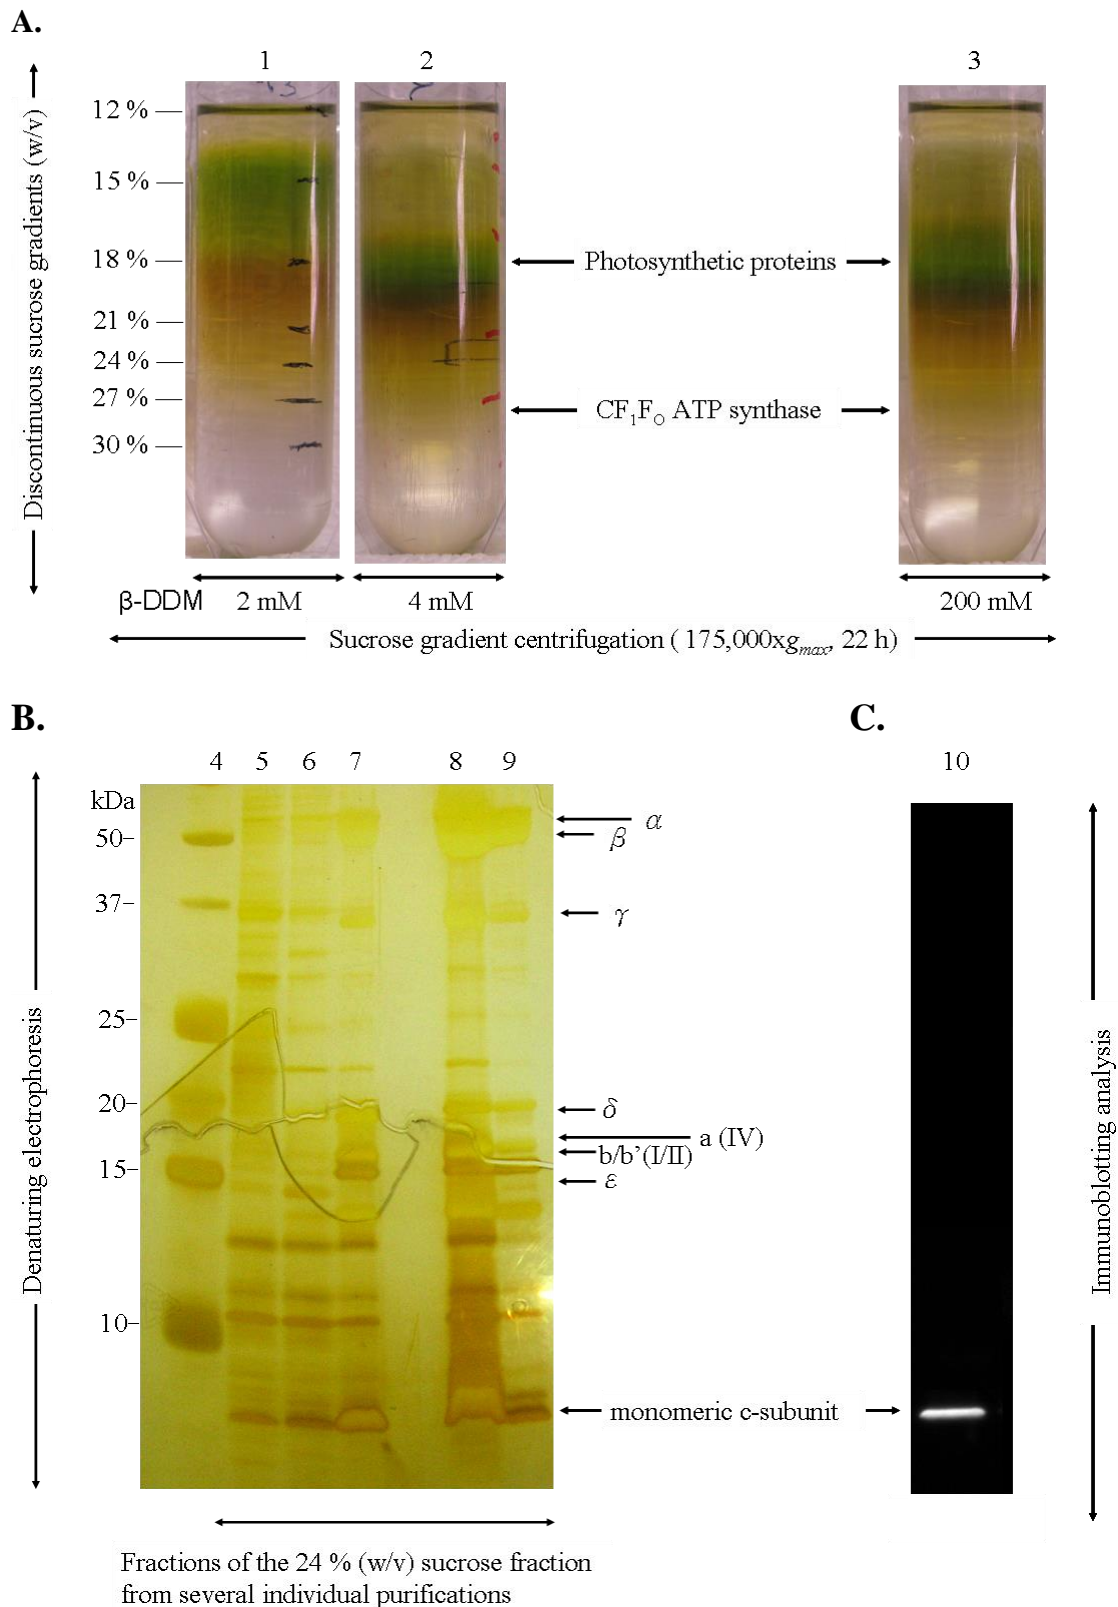 A.
1
2
3
Discontinuous sucrose gradients (w/v)
12 %
15 %
18 %
21 %
24 %
27 %
30 %
Photosynthetic proteins
CF1FO ATP synthase
β-DDM
2 mM
4 mM
200 mM
Sucrose gradient centrifugation ( 175,000xgmax, 22 h)
B.
C.
4
5
6
7
8
9
10
kDa
50
37
25
20
15
10
Denaturing electrophoresis
α
β
γ
δ
a (IV)
b/b’(I/II)
ε
monomeric c-subunit
Immunoblotting analysis
Fractions of the 24 % (w/v) sucrose fraction
from several individual purifications